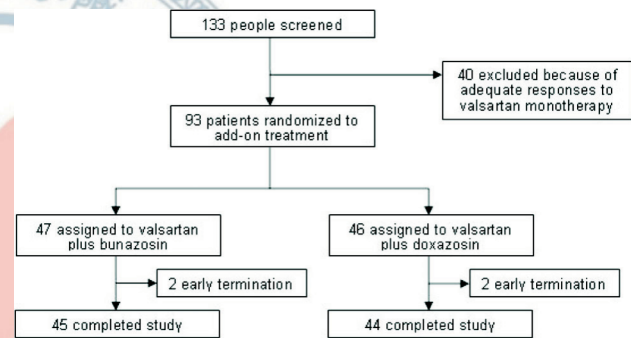 133 people screened
40 excluded because of
adequate responses to
valsartan monotherapy
93 patients randomized to
add-on treatment
47 assigned to valsartan
plus bunazosin
46 assigned to valsartan
plus doxazosin
2 early termination
2 early termination
45 completed study
44 completed study